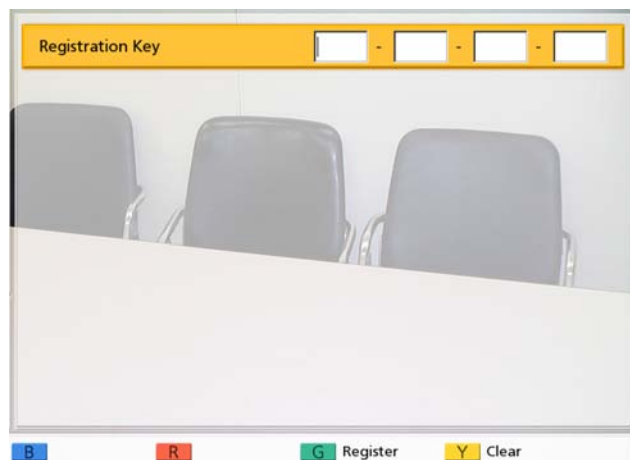 Registration Key - - -
B R G Register Y Clear